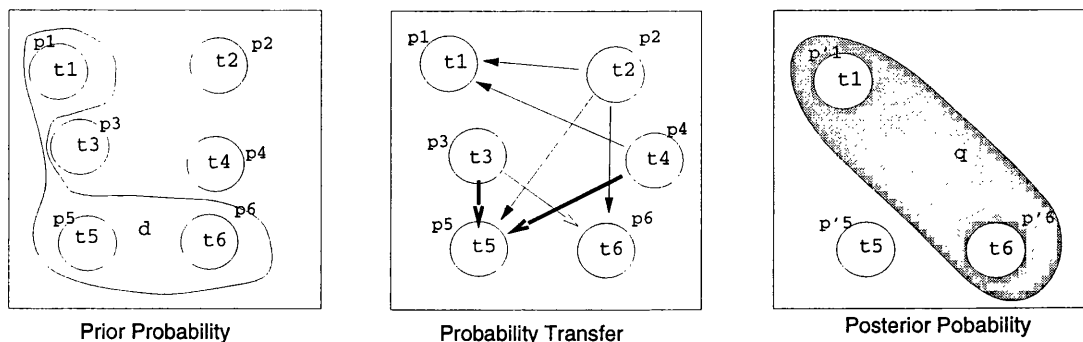 p1
t1
p2
t2
p3
t3
p4
t4
p5
t5
d
p6
t6
Prior Probability
p1
t1
p2
t2
p3
t3
p4
t4
p5
t5
p6
t6
Probability Transfer
p'1
t1
q
p'5
t5
p'6
t6
Posterior Pobability